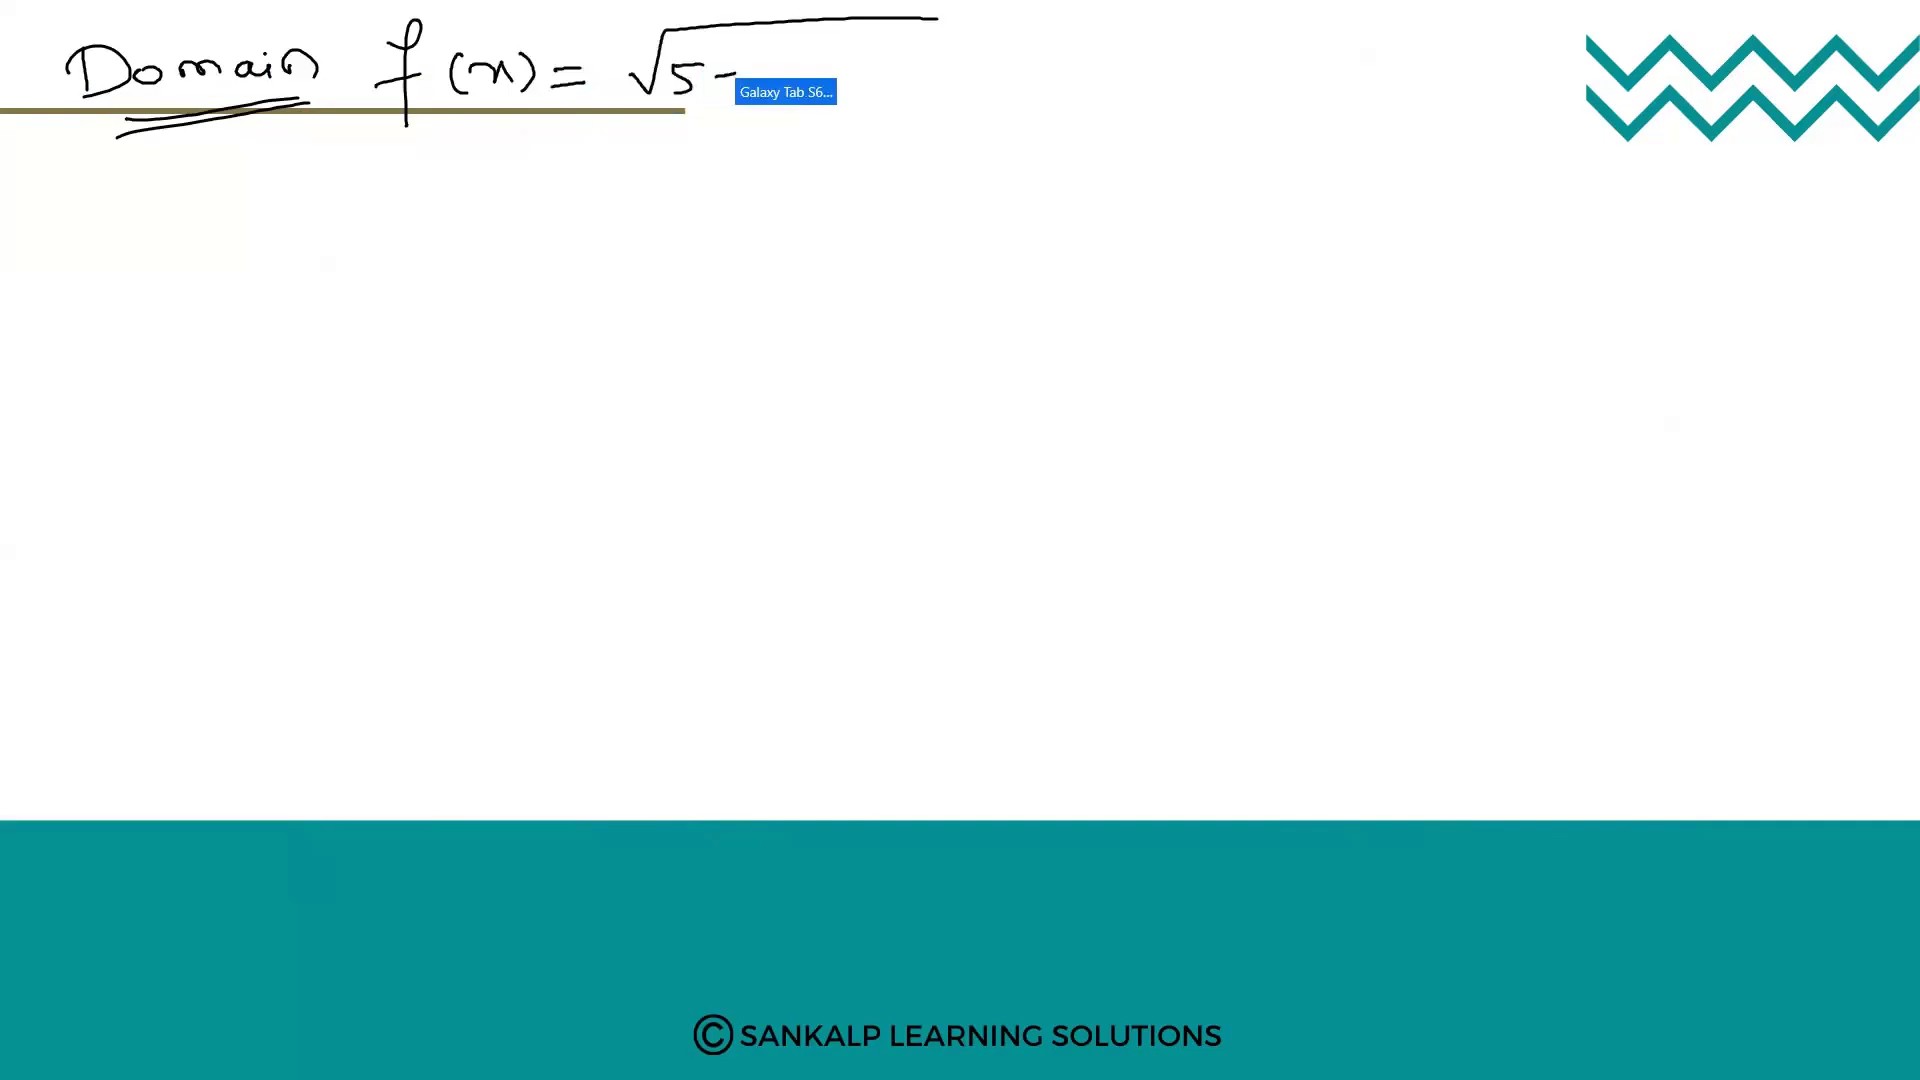 Domain f(x) = √5-
Galaxy Tab S6...
© SANKALP LEARNING SOLUTIONS